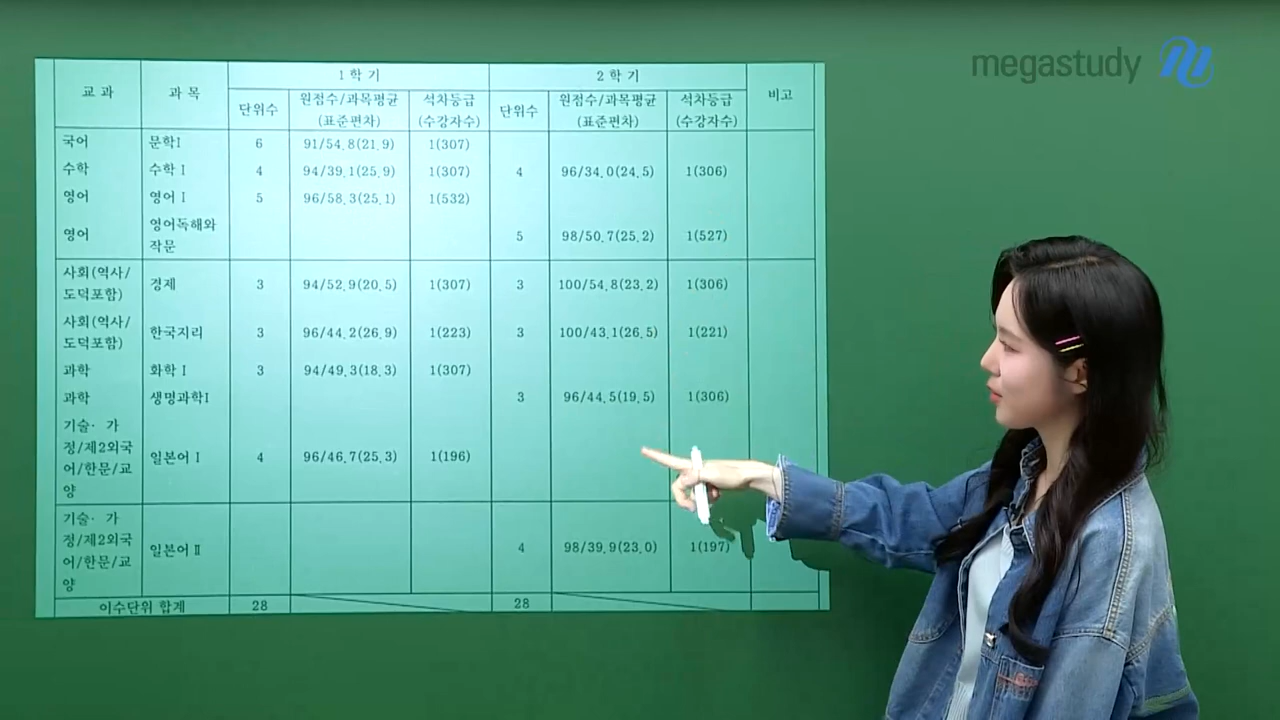 megastudy
교 과 과 목 1 학 기 2 학 기 비고
단위수 원점수/과목평균 (표준편차) 석차등급 (수강자수) 단위수 원점수/과목평균 (표준편차) 석차등급 (수강자수)
국어 문학Ⅰ 6 91/54.8(21.9) 1(307)
수학 수학Ⅰ 4 94/39.1(25.9) 1(307) 4 96/34.0(24.5) 1(306)
영어 영어Ⅰ 5 96/58.3(25.1) 1(532)
영어 영어독해와 작문 5 98/50.7(25.2) 1(527)
사회(역사/도덕포함) 경제 3 94/52.9(20.5) 1(307) 3 100/54.8(23.2) 1(306)
사회(역사/도덕포함) 한국지리 3 96/44.2(26.9) 1(223) 3 100/43.1(26.5) 1(221)
과학 화학Ⅰ 3 94/49.3(18.3) 1(307)
과학 생명과학Ⅰ 3 96/44.5(19.5) 1(306)
기술· 가정/제2외국어/한문/교양 일본어Ⅰ 4 96/46.7(25.3) 1(196)
기술· 가정/제2외국어/한문/교양 일본어Ⅱ 4 98/39.9(23.0) 1(197)
이수단위 합계 28 28